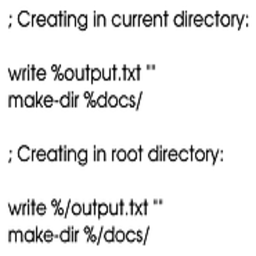 ; Creating in current directory:
write %output.txt ""
make-dir %docs/
; Creating in root directory:
write %/output.txt ""
make-dir %/docs/